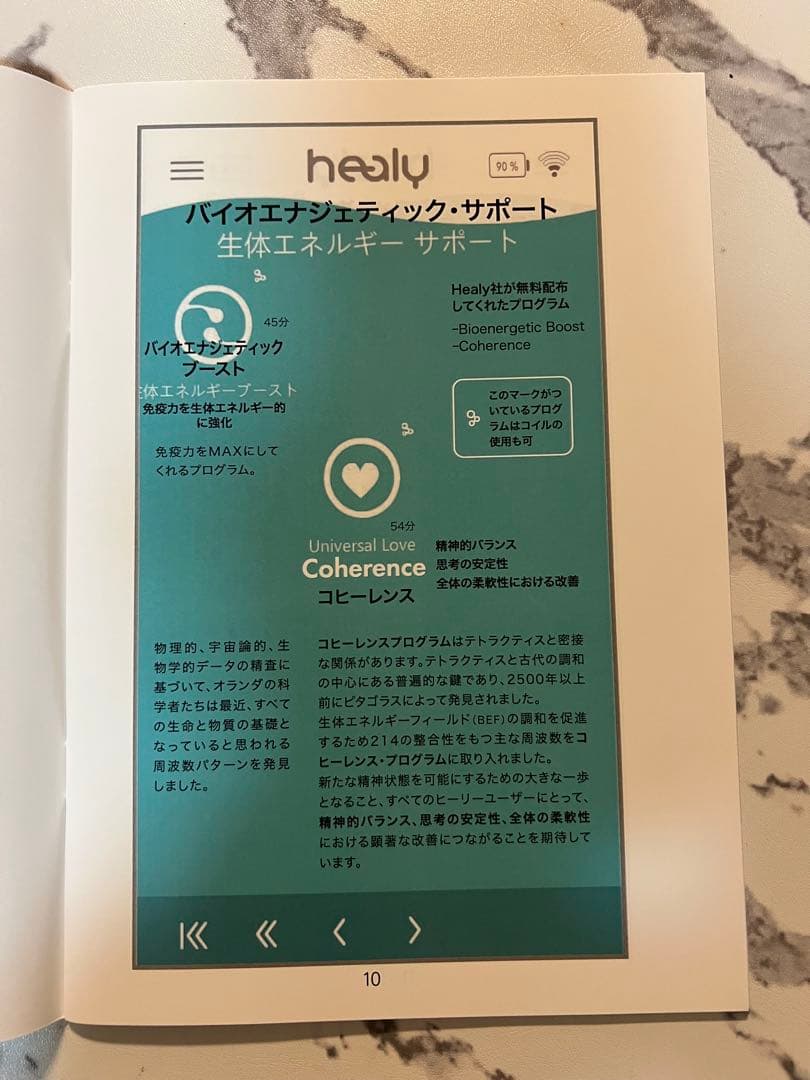 healy
90 %
バイオエナジェティック・サポート
生体エネルギー サポート
45分
バイオエナジェティック
ブースト
生体エネルギーブースト
免疫力を生体エネルギー的
に強化
免疫力をMAXにして
くれるプログラム。
Healy社が無料配布
してくれたプログラム
-Bioenergetic Boost
-Coherence
このマークがつ
いているプログ
ラムはコイルの
使用も可
54分
Universal Love
Coherence
コヒーレンス
精神的バランス
思考の安定性
全体の柔軟性における改善
物理的、宇宙論的、生
物学的データの精査に
基づいて、オランダの科
学者たちは最近、すべて
の生命と物質の基礎と
なっていると思われる
周波数パターンを発見
しました。
コヒーレンスプログラムはテトラクティスと密接
な関係があります。テトラクティスと古代の調和
の中心にある普遍的な鍵であり、2500年以上
前にピタゴラスによって発見されました。
生体エネルギーフィールド(BEF)の調和を促進
するため214の整合性をもつ主な周波数をコ
ヒーレンス・プログラムに取り入れました。
新たな精神状態を可能にするための大きな一歩
となること、すべてのヒーリーユーザーにとって、
精神的バランス、思考の安定性、全体の柔軟性
における顕著な改善につながることを期待して
います。
10